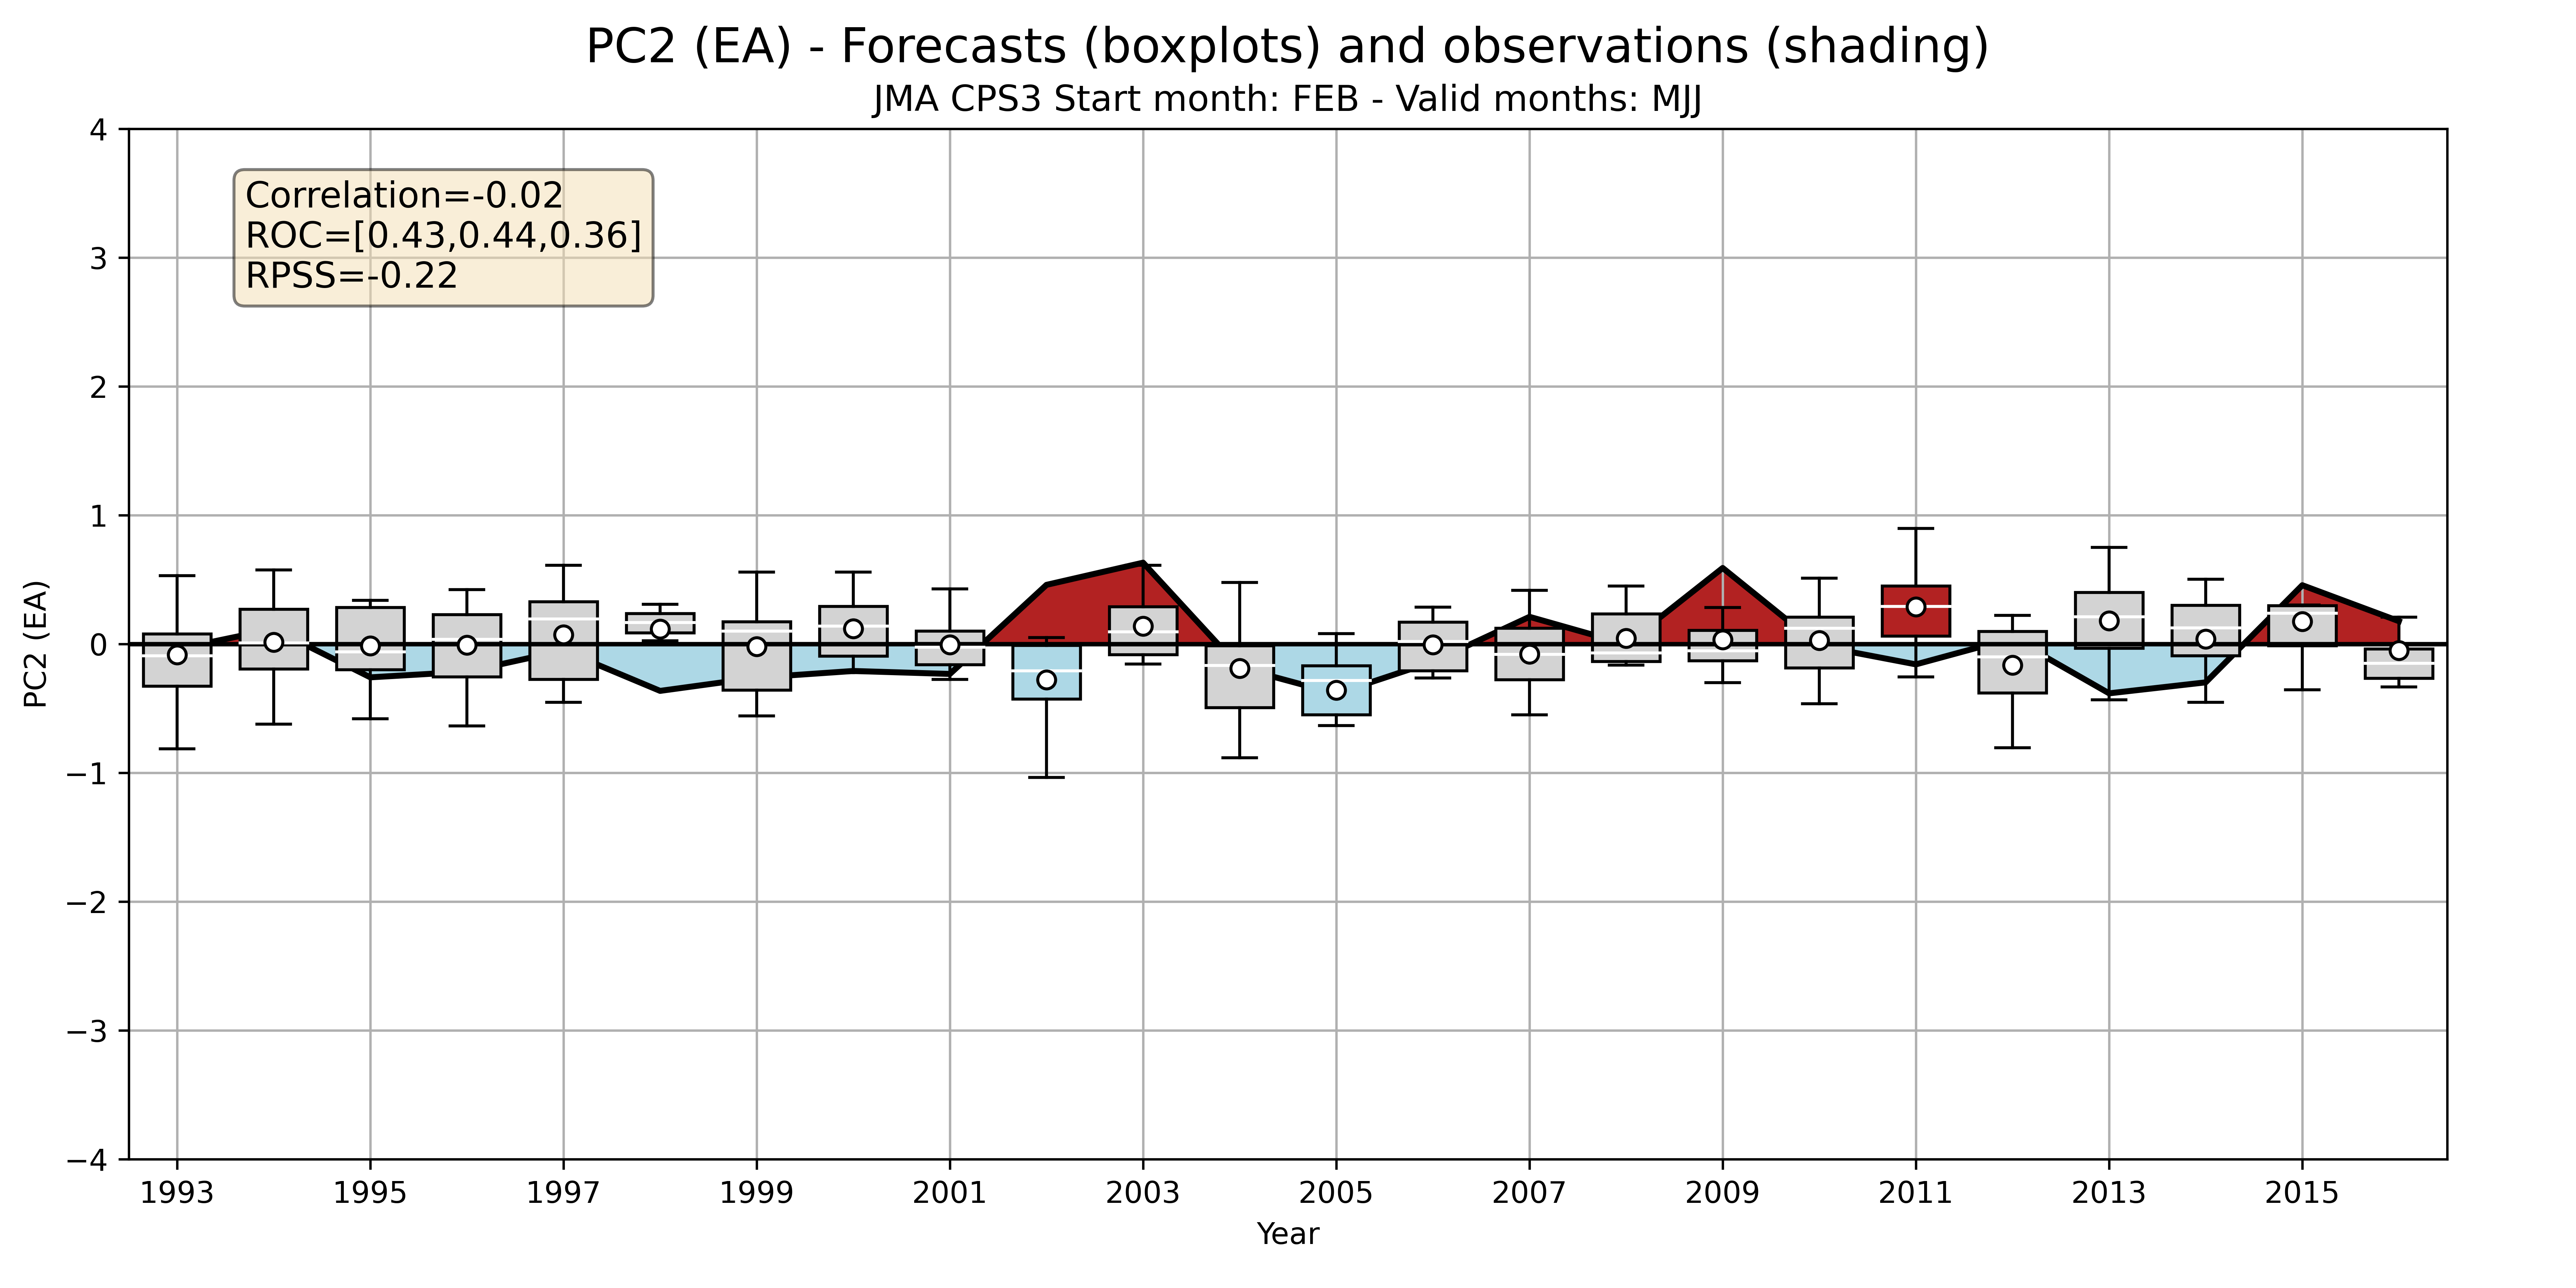 PC2 (EA) - Forecasts (boxplots) and observations (shading)
JMA CPS3 Start month: FEB - Valid months: MJJ
Correlation=-0.02
ROC=[0.43,0.44,0.36]
RPSS=-0.22
PC2 (EA)
4
3
2
1
0
−1
−2
−3
−4
1993 1995 1997 1999 2001 2003 2005 2007 2009 2011 2013 2015
Year